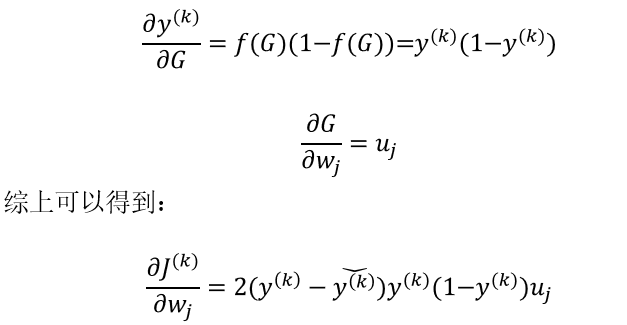 ∂y^(k)/∂G = f(G)(1−f(G))=y^(k)(1−y^(k))
∂G/∂w_j = u_j
综上可以得到：
∂J^(k)/∂w_j = 2(y^(k) − y^(k)̆)y^(k)(1−y^(k))u_j